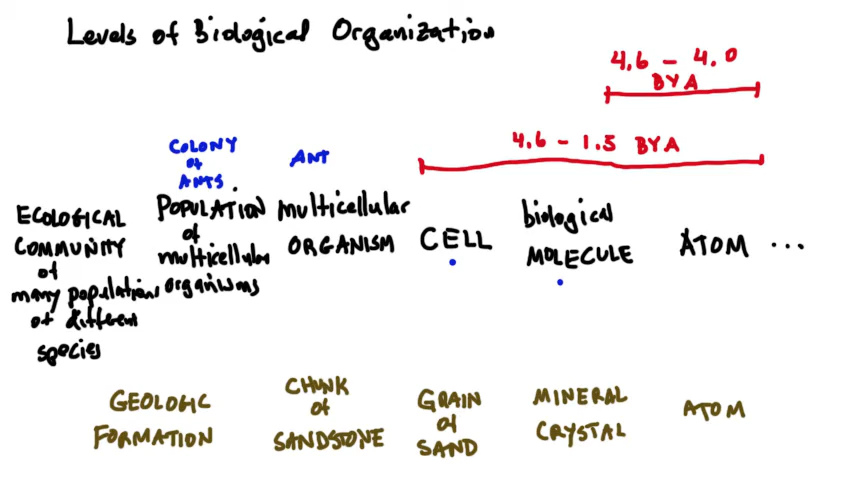 Levels of Biological Organization
4.6 - 4.0
BYA
4.6 - 1.5 BYA
COLONY
of
ANTS.
ANT
ECOLOGICAL
COMMUNITY
of
many populations
of different
species
POPULATION
of
multicellular
organisms
multicellular
ORGANISM
CELL
biological
MOLECULE
ATOM ...
GEOLOGIC
FORMATION
CHUNK
of
SANDSTONE
GRAIN
of
SAND
MINERAL
CRYSTAL
ATOM